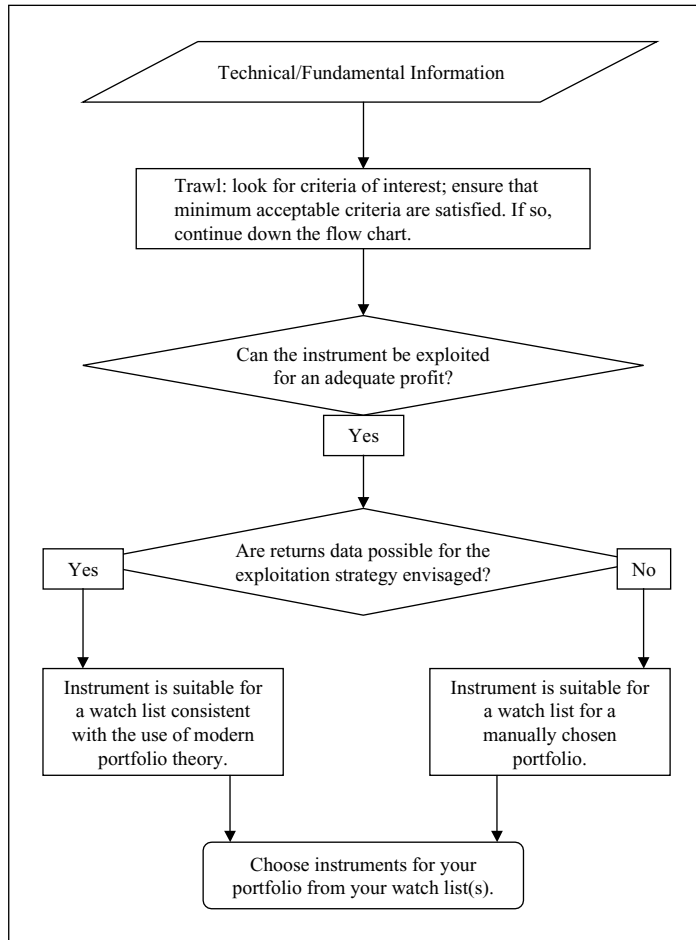 Technical/Fundamental Information
Trawl: look for criteria of interest; ensure that
minimum acceptable criteria are satisfied. If so,
continue down the flow chart.
Can the instrument be exploited
for an adequate profit?
Yes
Are returns data possible for the
exploitation strategy envisaged?
Yes
No
Instrument is suitable for
a watch list consistent
with the use of modern
portfolio theory.
Instrument is suitable for
a watch list for a
manually chosen
portfolio.
Choose instruments for your
portfolio from your watch list(s).